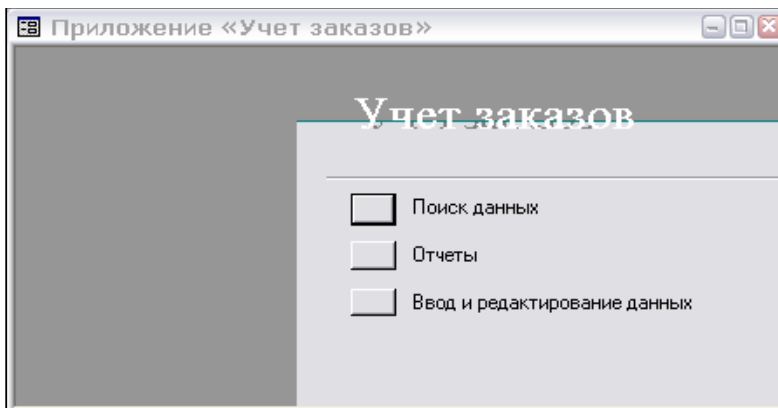 Приложение «Учет заказов»
Учет заказов
Поиск данных
Отчеты
Ввод и редактирование данных